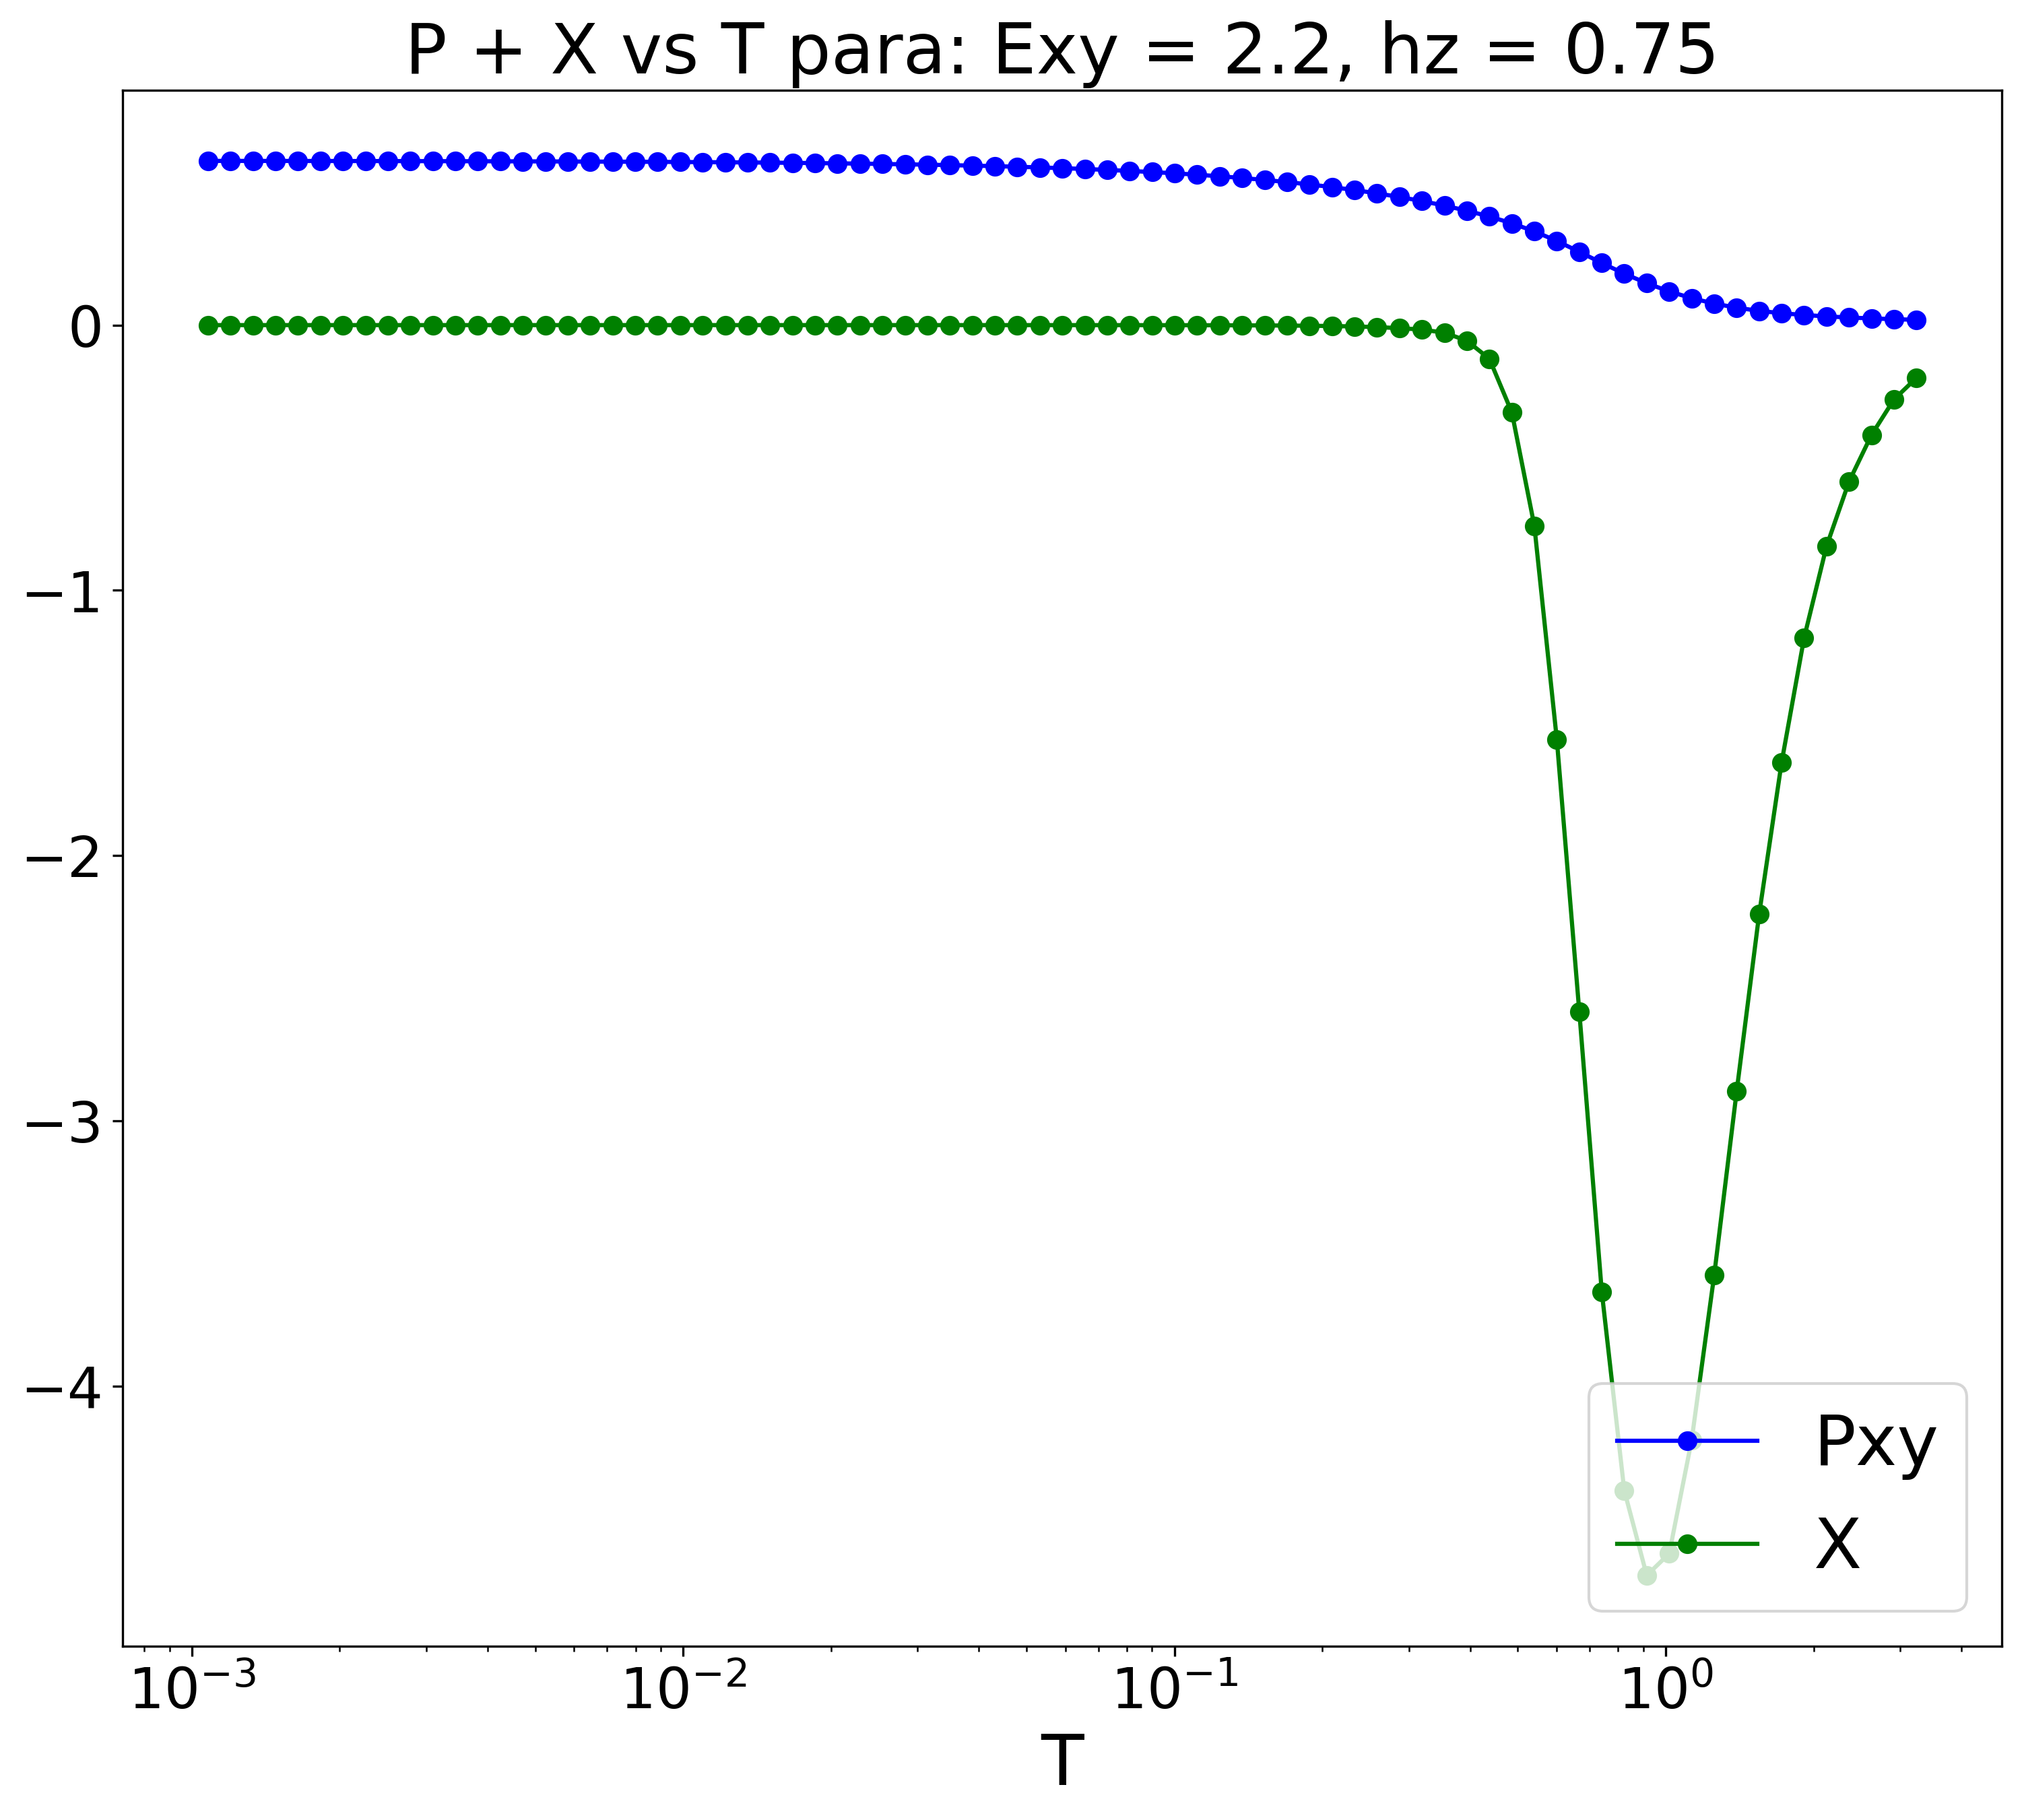 P + X vs T para: Exy = 2.2, hz = 0.75
0
−1
−2
−3
−4
Pxy
X
10⁻³ 10⁻² 10⁻¹ 10⁰
T